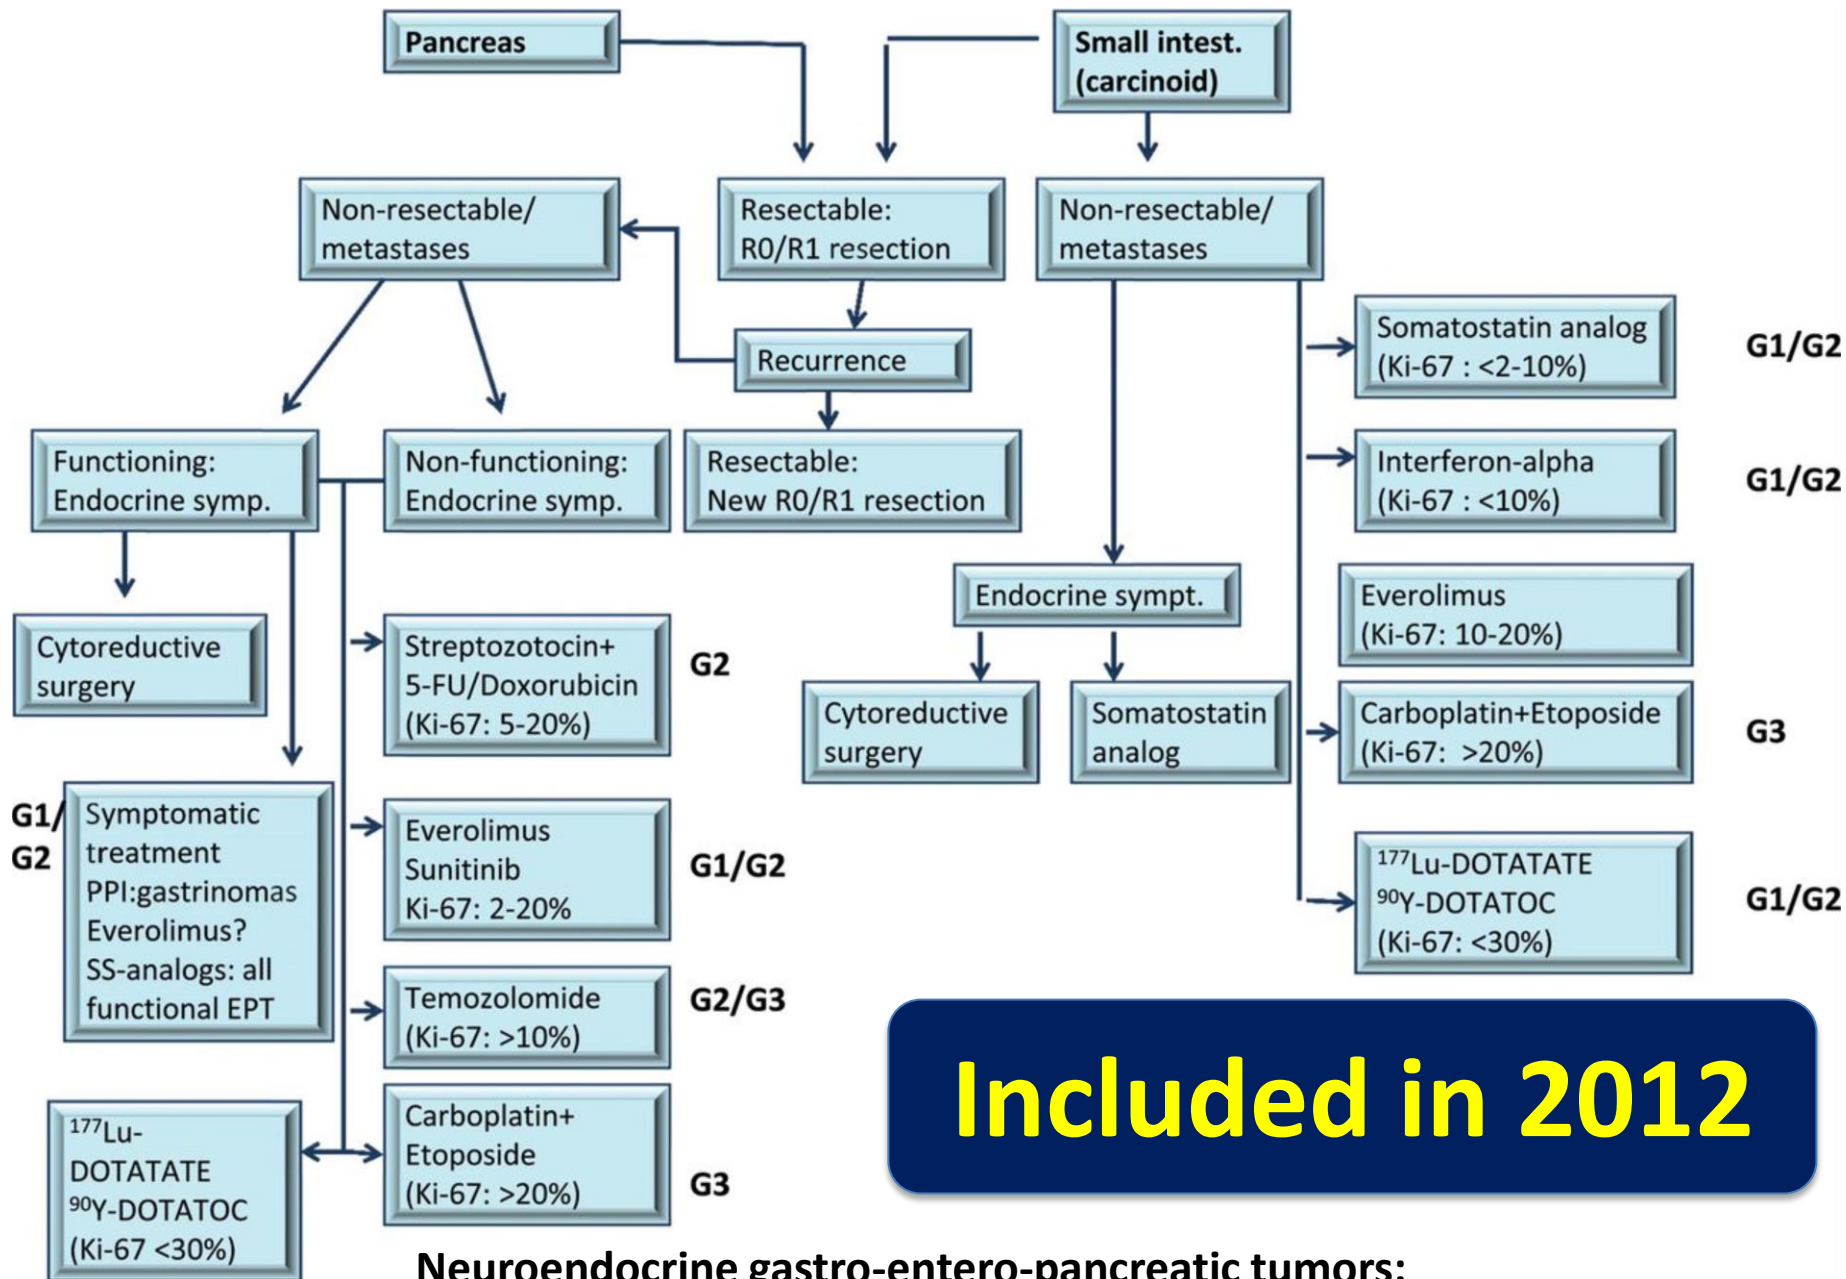 Pancreas
Small intest.
(carcinoid)
Non-resectable/
metastases
Resectable:
R0/R1 resection
Non-resectable/
metastases
Recurrence
Somatostatin analog
(Ki-67 : <2-10%)
G1/G2
Functioning:
Endocrine symp.
Non-functioning:
Endocrine symp.
Resectable:
New R0/R1 resection
Interferon-alpha
(Ki-67 : <10%)
G1/G2
Endocrine sympt.
Everolimus
(Ki-67: 10-20%)
Cytoreductive
surgery
Streptozotocin+
5-FU/Doxorubicin
(Ki-67: 5-20%)
G2
Cytoreductive
surgery
Somatostatin
analog
Carboplatin+Etoposide
(Ki-67: >20%)
G3
G1/
G2
Symptomatic
treatment
PPI:gastrinomas
Everolimus?
SS-analogs: all
functional EPT
Everolimus
Sunitinib
Ki-67: 2-20%
G1/G2
177Lu-DOTATATE
90Y-DOTATOC
(Ki-67: <30%)
G1/G2
Temozolomide
(Ki-67: >10%)
G2/G3
Included in 2012
177Lu-
DOTATATE
90Y-DOTATOC
(Ki-67 <30%)
Carboplatin+
Etoposide
(Ki-67: >20%)
G3
Neuroendocrine gastro-entero-pancreatic tumors: